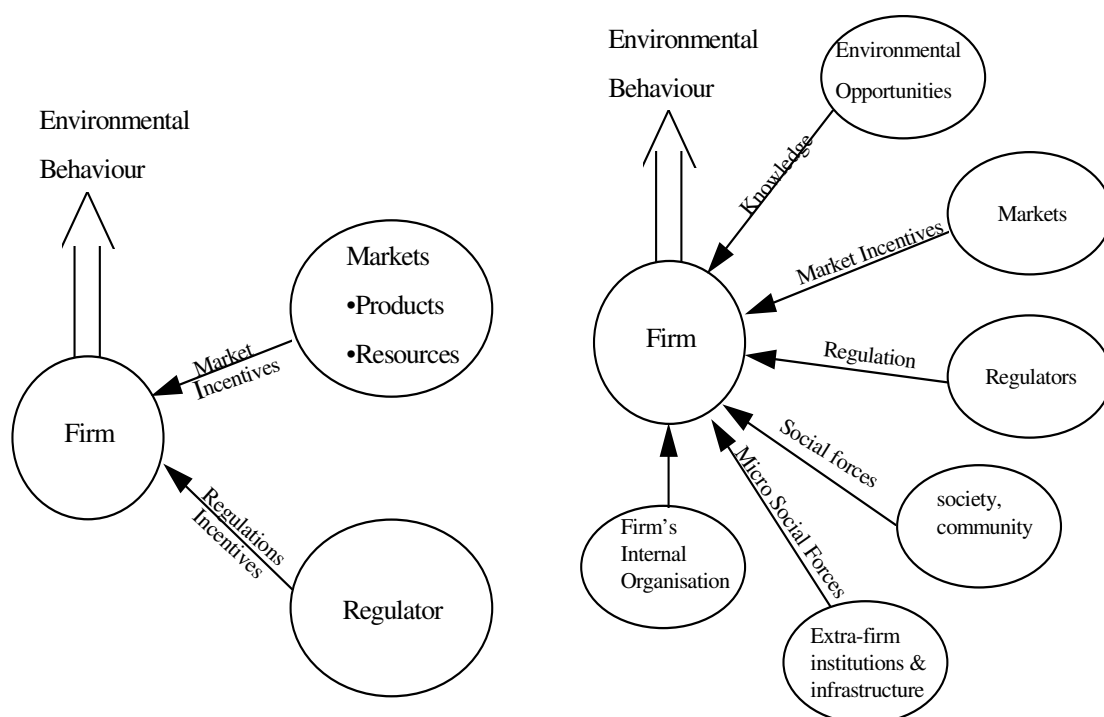 Environmental
Behaviour
Markets
•Products
•Resources
Market
Incentives
Firm
Regulations
Incentives
Regulator
Environmental
Behaviour
Environmental
Opportunities
Knowledge
Markets
Market Incentives
Firm
Regulation
Regulators
Social forces
society,
community
Micro Social Forces
Firm's
Internal
Organisation
Extra-firm
institutions &
infrastructure